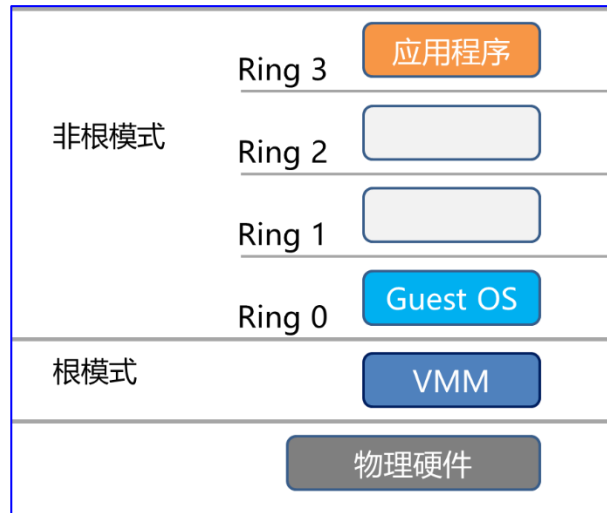 应用程序
Ring 3
非根模式
Ring 2
Ring 1
Guest OS
Ring 0
根模式
VMM
物理硬件